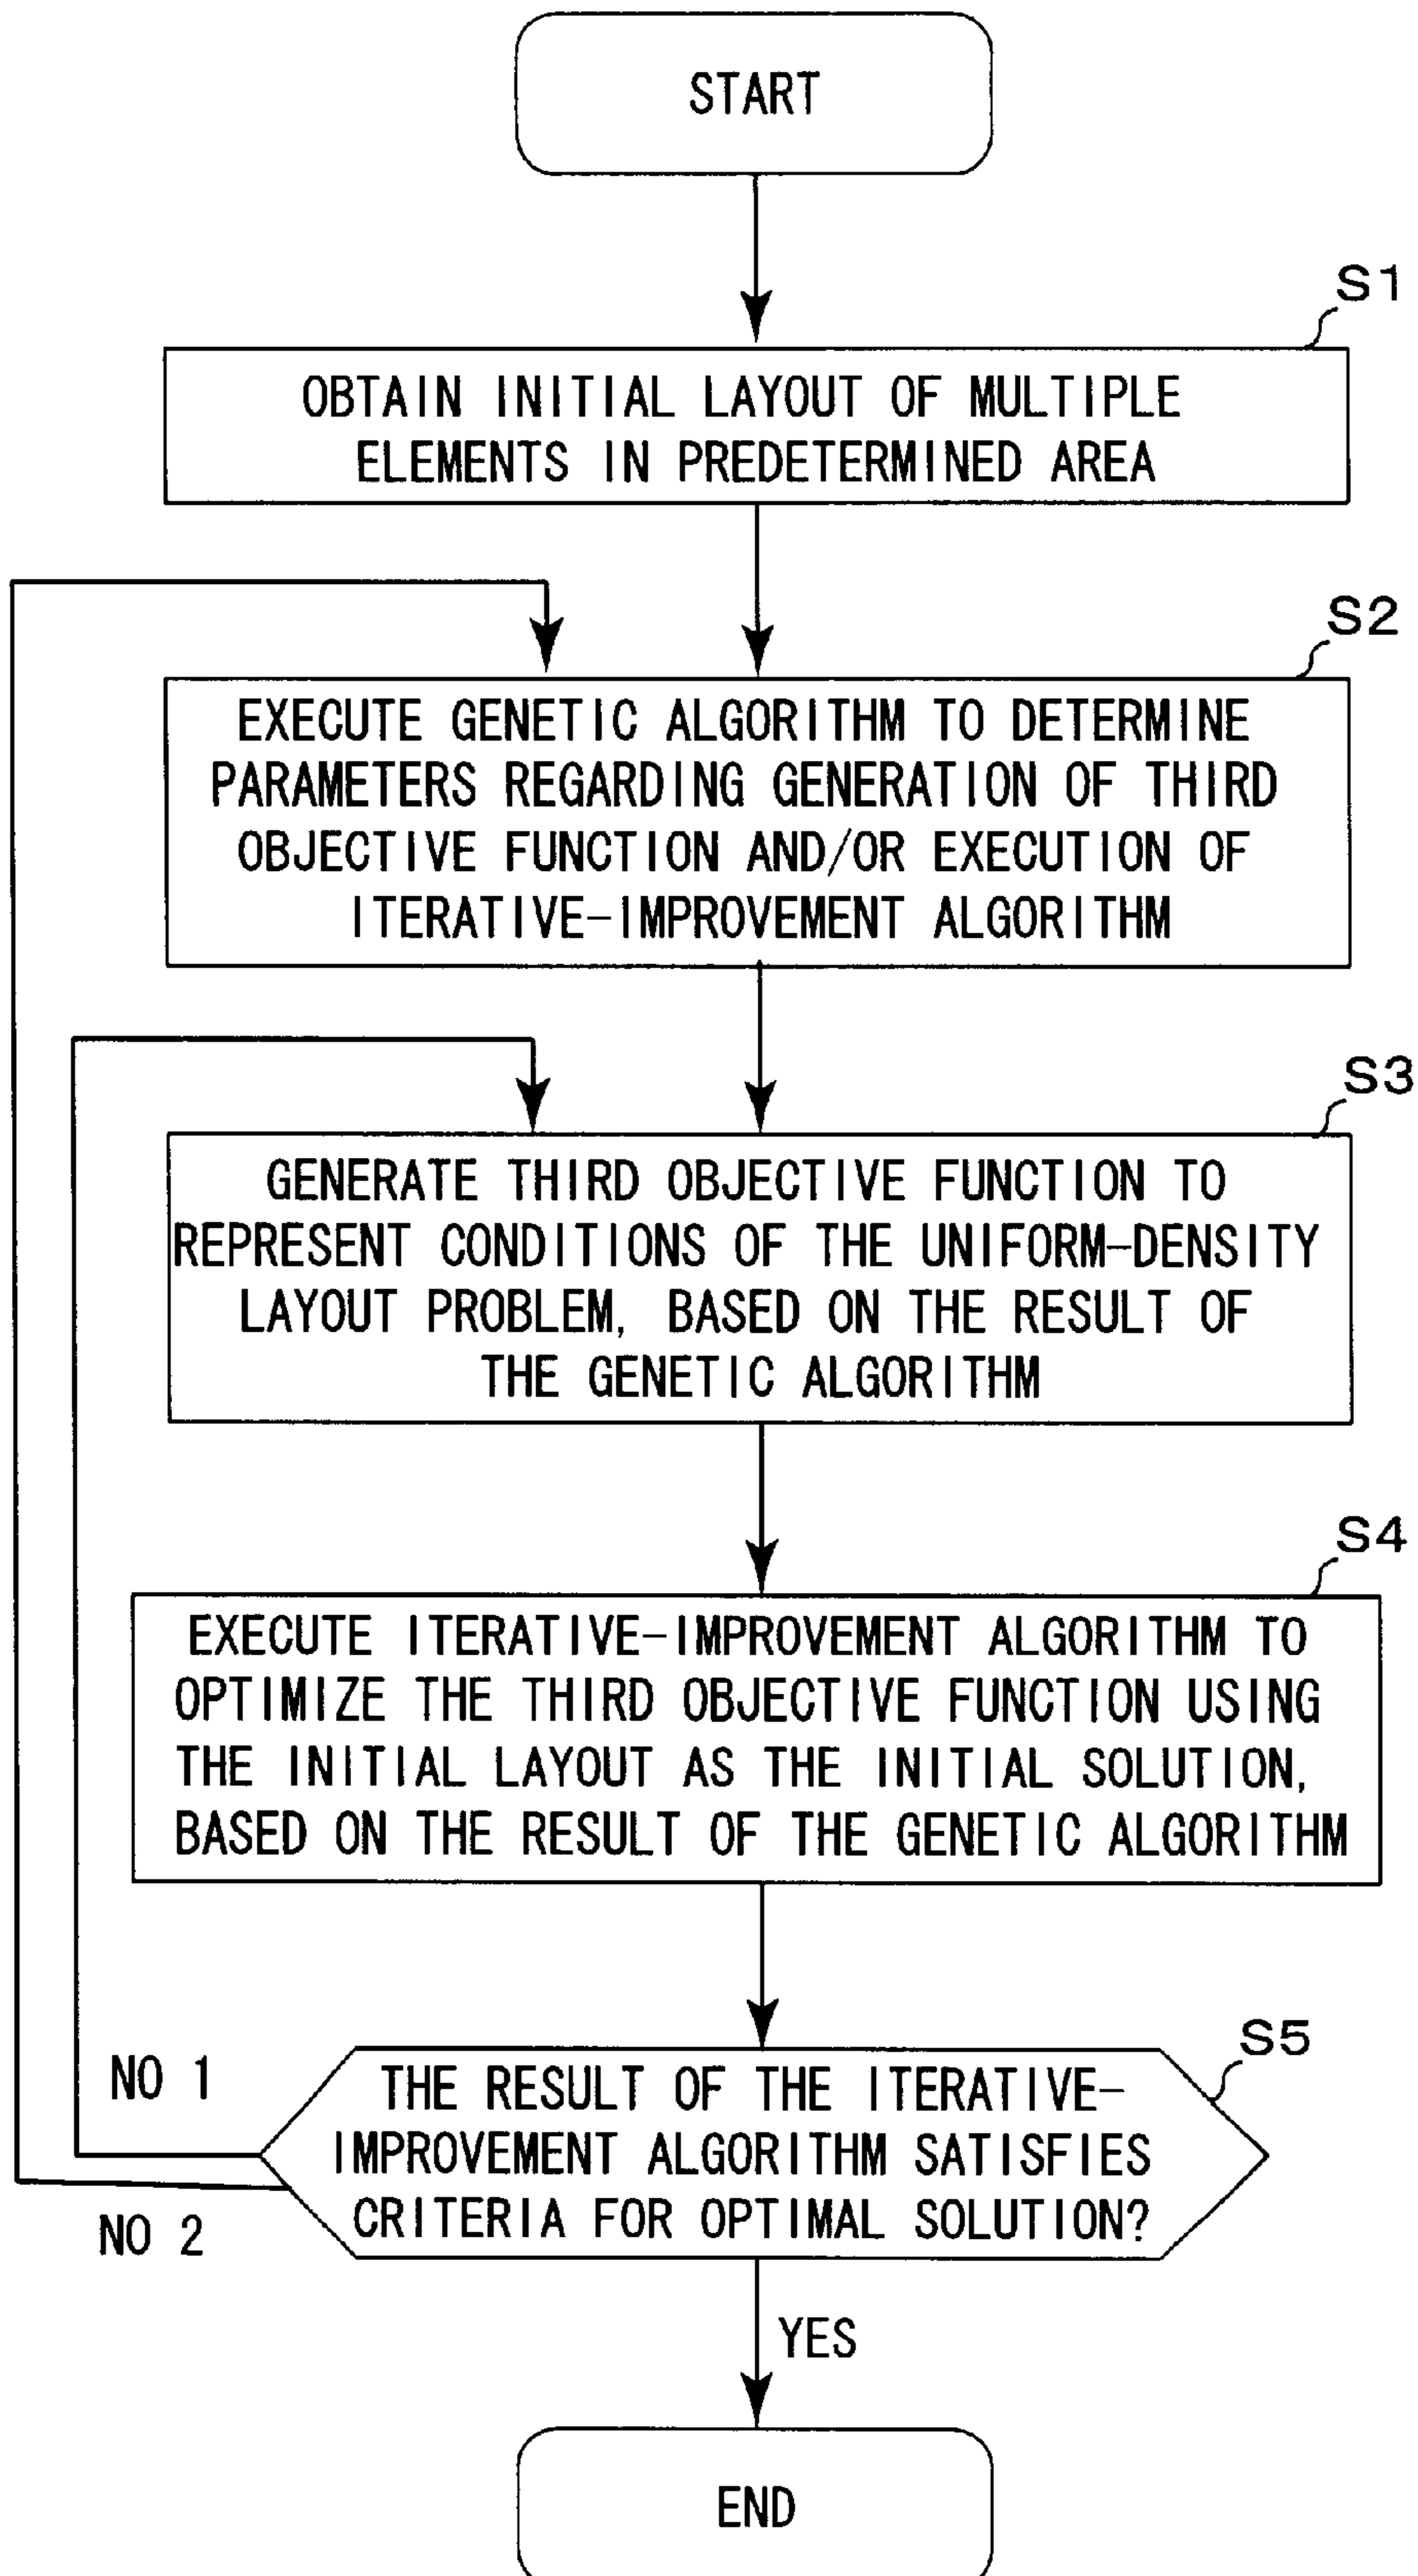 START
S1
OBTAIN INITIAL LAYOUT OF MULTIPLE
ELEMENTS IN PREDETERMINED AREA
S2
EXECUTE GENETIC ALGORITHM TO DETERMINE
PARAMETERS REGARDING GENERATION OF THIRD
OBJECTIVE FUNCTION AND/OR EXECUTION OF
ITERATIVE-IMPROVEMENT ALGORITHM
S3
GENERATE THIRD OBJECTIVE FUNCTION TO
REPRESENT CONDITIONS OF THE UNIFORM-DENSITY
LAYOUT PROBLEM, BASED ON THE RESULT OF
THE GENETIC ALGORITHM
S4
EXECUTE ITERATIVE-IMPROVEMENT ALGORITHM TO
OPTIMIZE THE THIRD OBJECTIVE FUNCTION USING
THE INITIAL LAYOUT AS THE INITIAL SOLUTION,
BASED ON THE RESULT OF THE GENETIC ALGORITHM
S5
NO 1
THE RESULT OF THE ITERATIVE-
IMPROVEMENT ALGORITHM SATISFIES
CRITERIA FOR OPTIMAL SOLUTION?
NO 2
YES
END